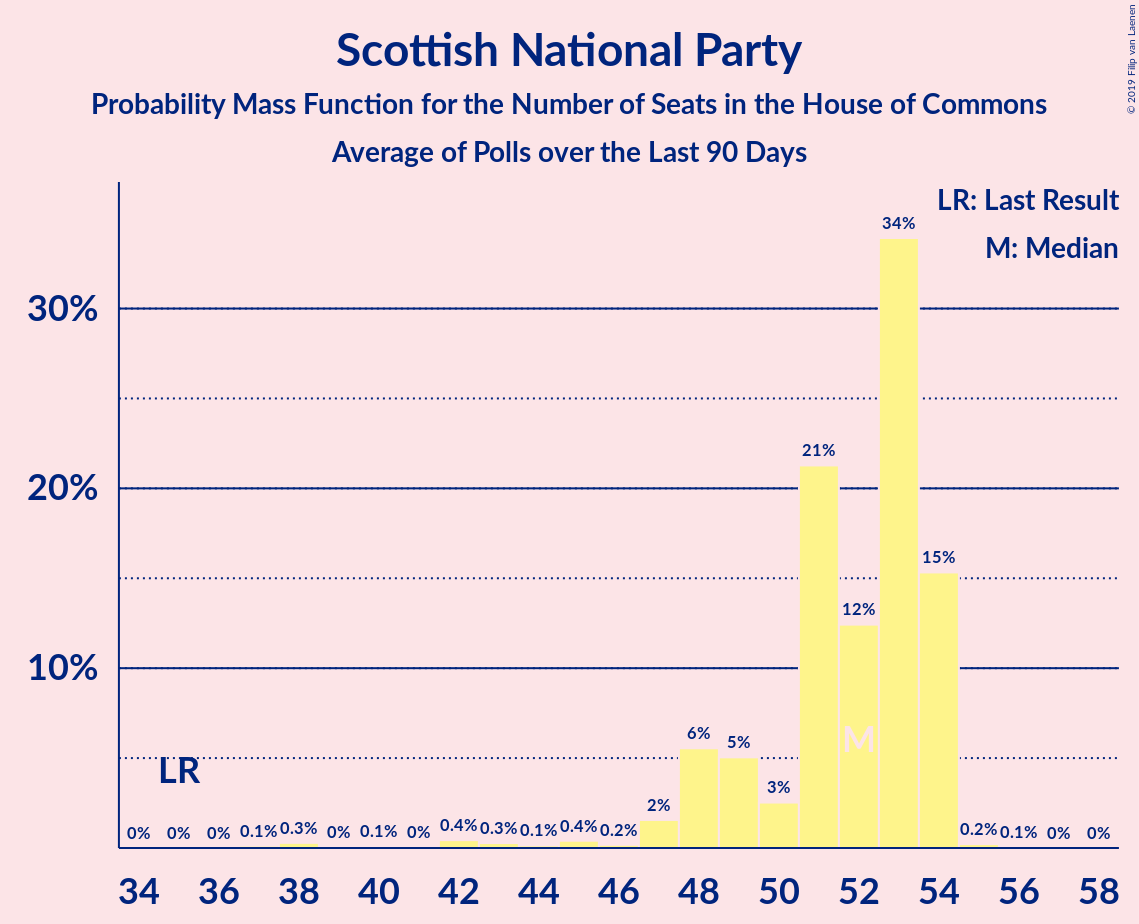 Scottish National Party
Probability Mass Function for the Number of Seats in the House of Commons
Average of Polls over the Last 90 Days
© 2019 Filip van Laenen
LR: Last Result
M: Median
34%
30%
21%
20%
15%
12%
10%
M
6%
5%
3%
2%
LR
0% 0% 0% 0.1% 0.3% 0% 0.1% 0% 0.4% 0.3% 0.1% 0.4% 0.2% 0.2% 0.1% 0% 0%
34 36 38 40 42 44 46 48 50 52 54 56 58